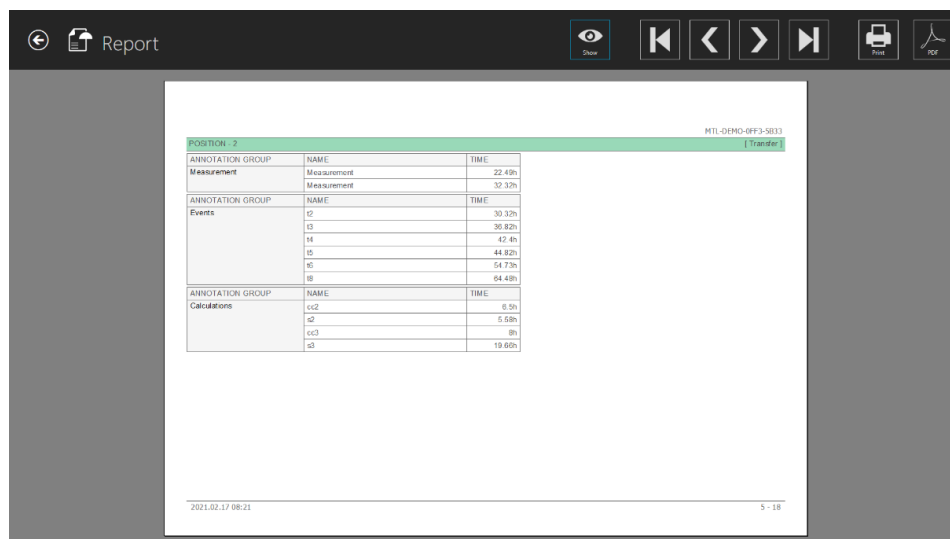 Report
Show
Print
PDF
MTL-DEMO-0FF3-5B33
POSITION - 2 [ Transfer ]
ANNOTATION GROUP NAME TIME
Measurement Measurement 22.49h
Measurement 32.32h
ANNOTATION GROUP NAME TIME
Events t2 30.32h
t3 36.82h
t4 42.4h
t5 44.82h
t6 54.73h
t8 64.48h
ANNOTATION GROUP NAME TIME
Calculations cc2 6.5h
s2 5.58h
cc3 8h
s3 19.66h
2021.02.17 08:21 5 - 18